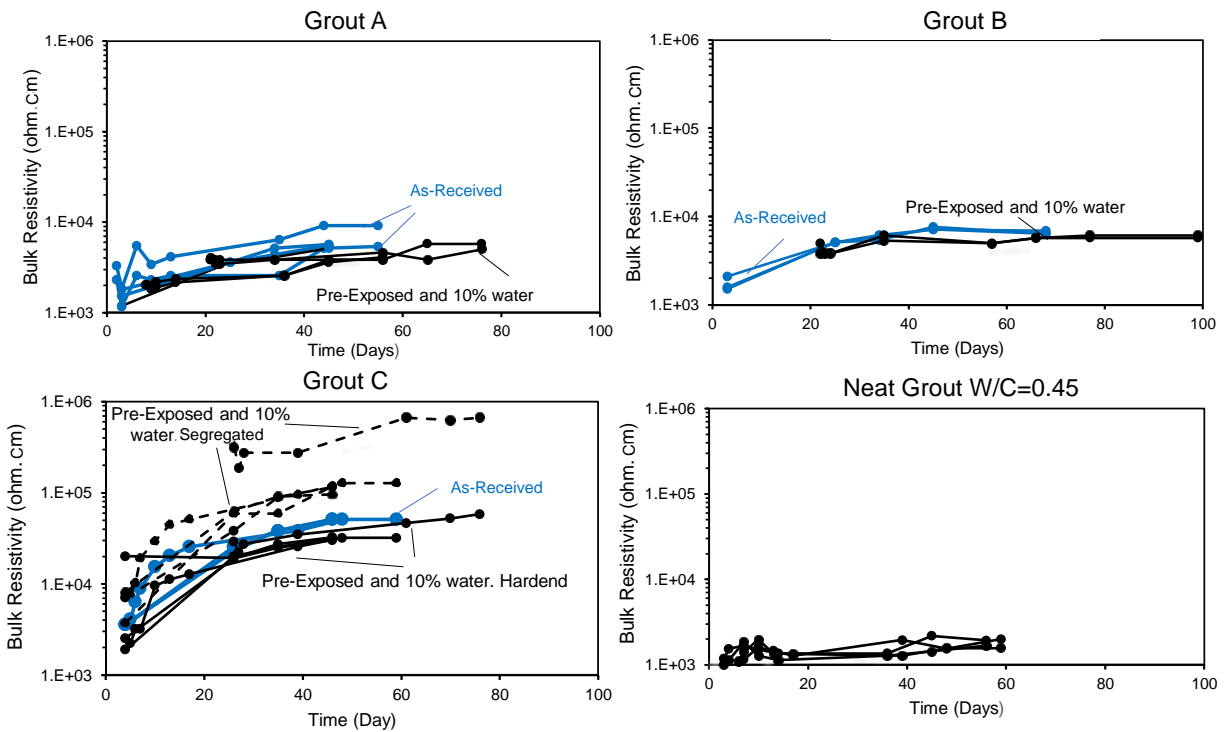 Grout A
Bulk Resistivity (ohm.cm)
1.E+06
1.E+05
1.E+04
1.E+03
As-Received
Pre-Exposed and 10% water
0 20 40 60 80 100
Time (Days)
Grout B
Bulk Resistivity (ohm.cm)
1.E+06
1.E+05
1.E+04
1.E+03
As-Received
Pre-Exposed and 10% water
0 20 40 60 80 100
Time (Days)
Grout C
Bulk Resistivity (ohm.cm)
1.E+06
1.E+05
1.E+04
1.E+03
Pre-Exposed and 10%
water. Segregated
As-Received
Pre-Exposed and 10% water. Hardend
0 20 40 60 80 100
Time (Day)
Neat Grout W/C=0.45
Bulk Resistivity (ohm. cm)
1.E+06
1.E+05
1.E+04
1.E+03
0 20 40 60 80 100
Time (Days)